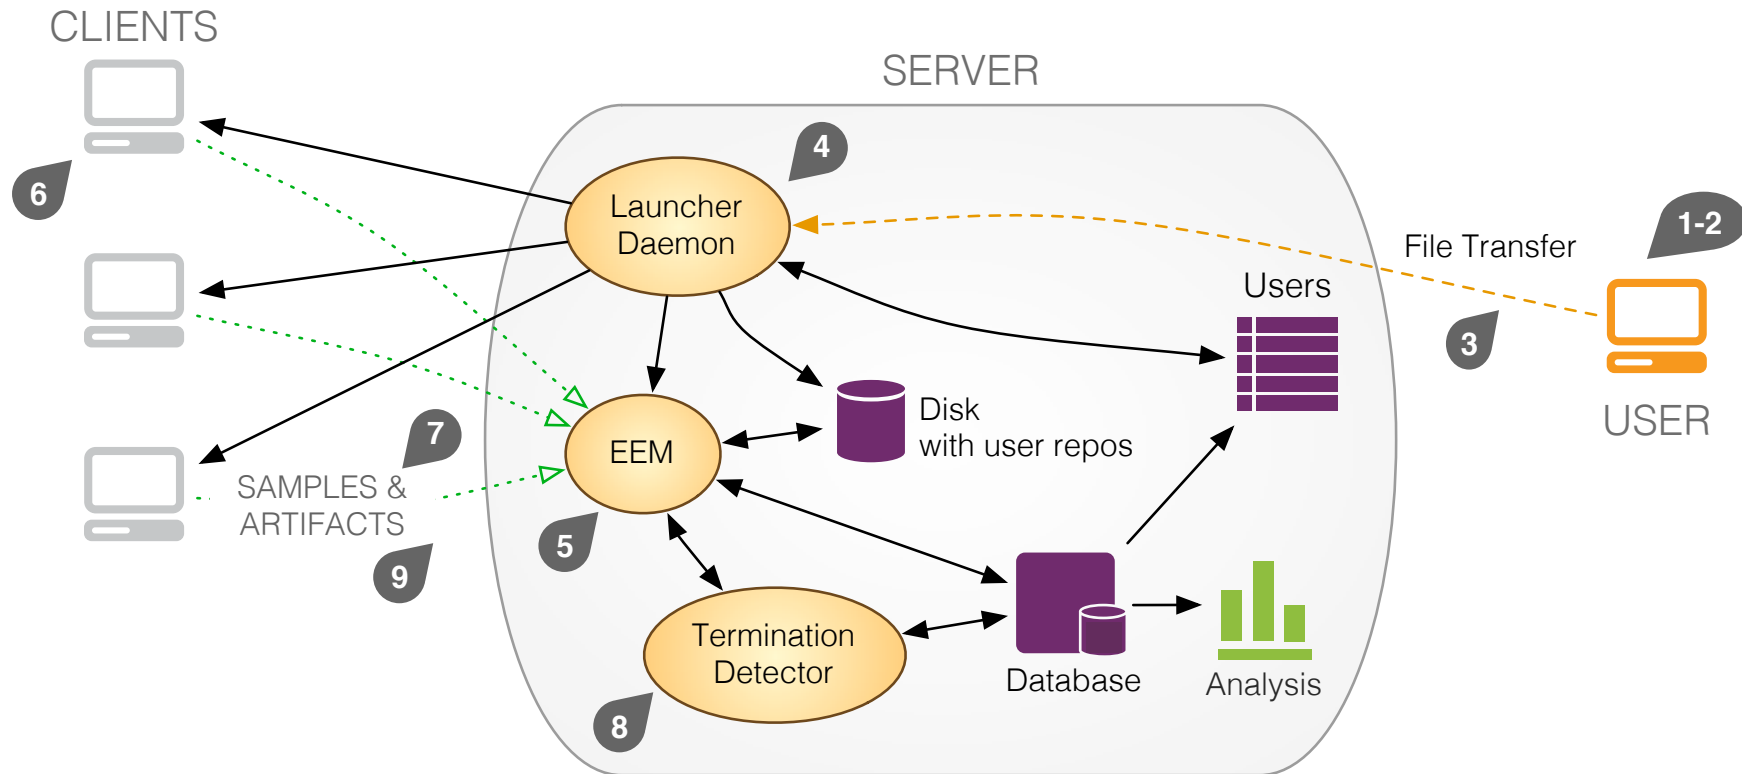 CLIENTS
SERVER
4
6
Launcher
Daemon
1-2
File Transfer
Users
3
USER
Disk
with user repos
7
EEM
SAMPLES &
ARTIFACTS
5
9
Termination
Detector
Database
Analysis
8